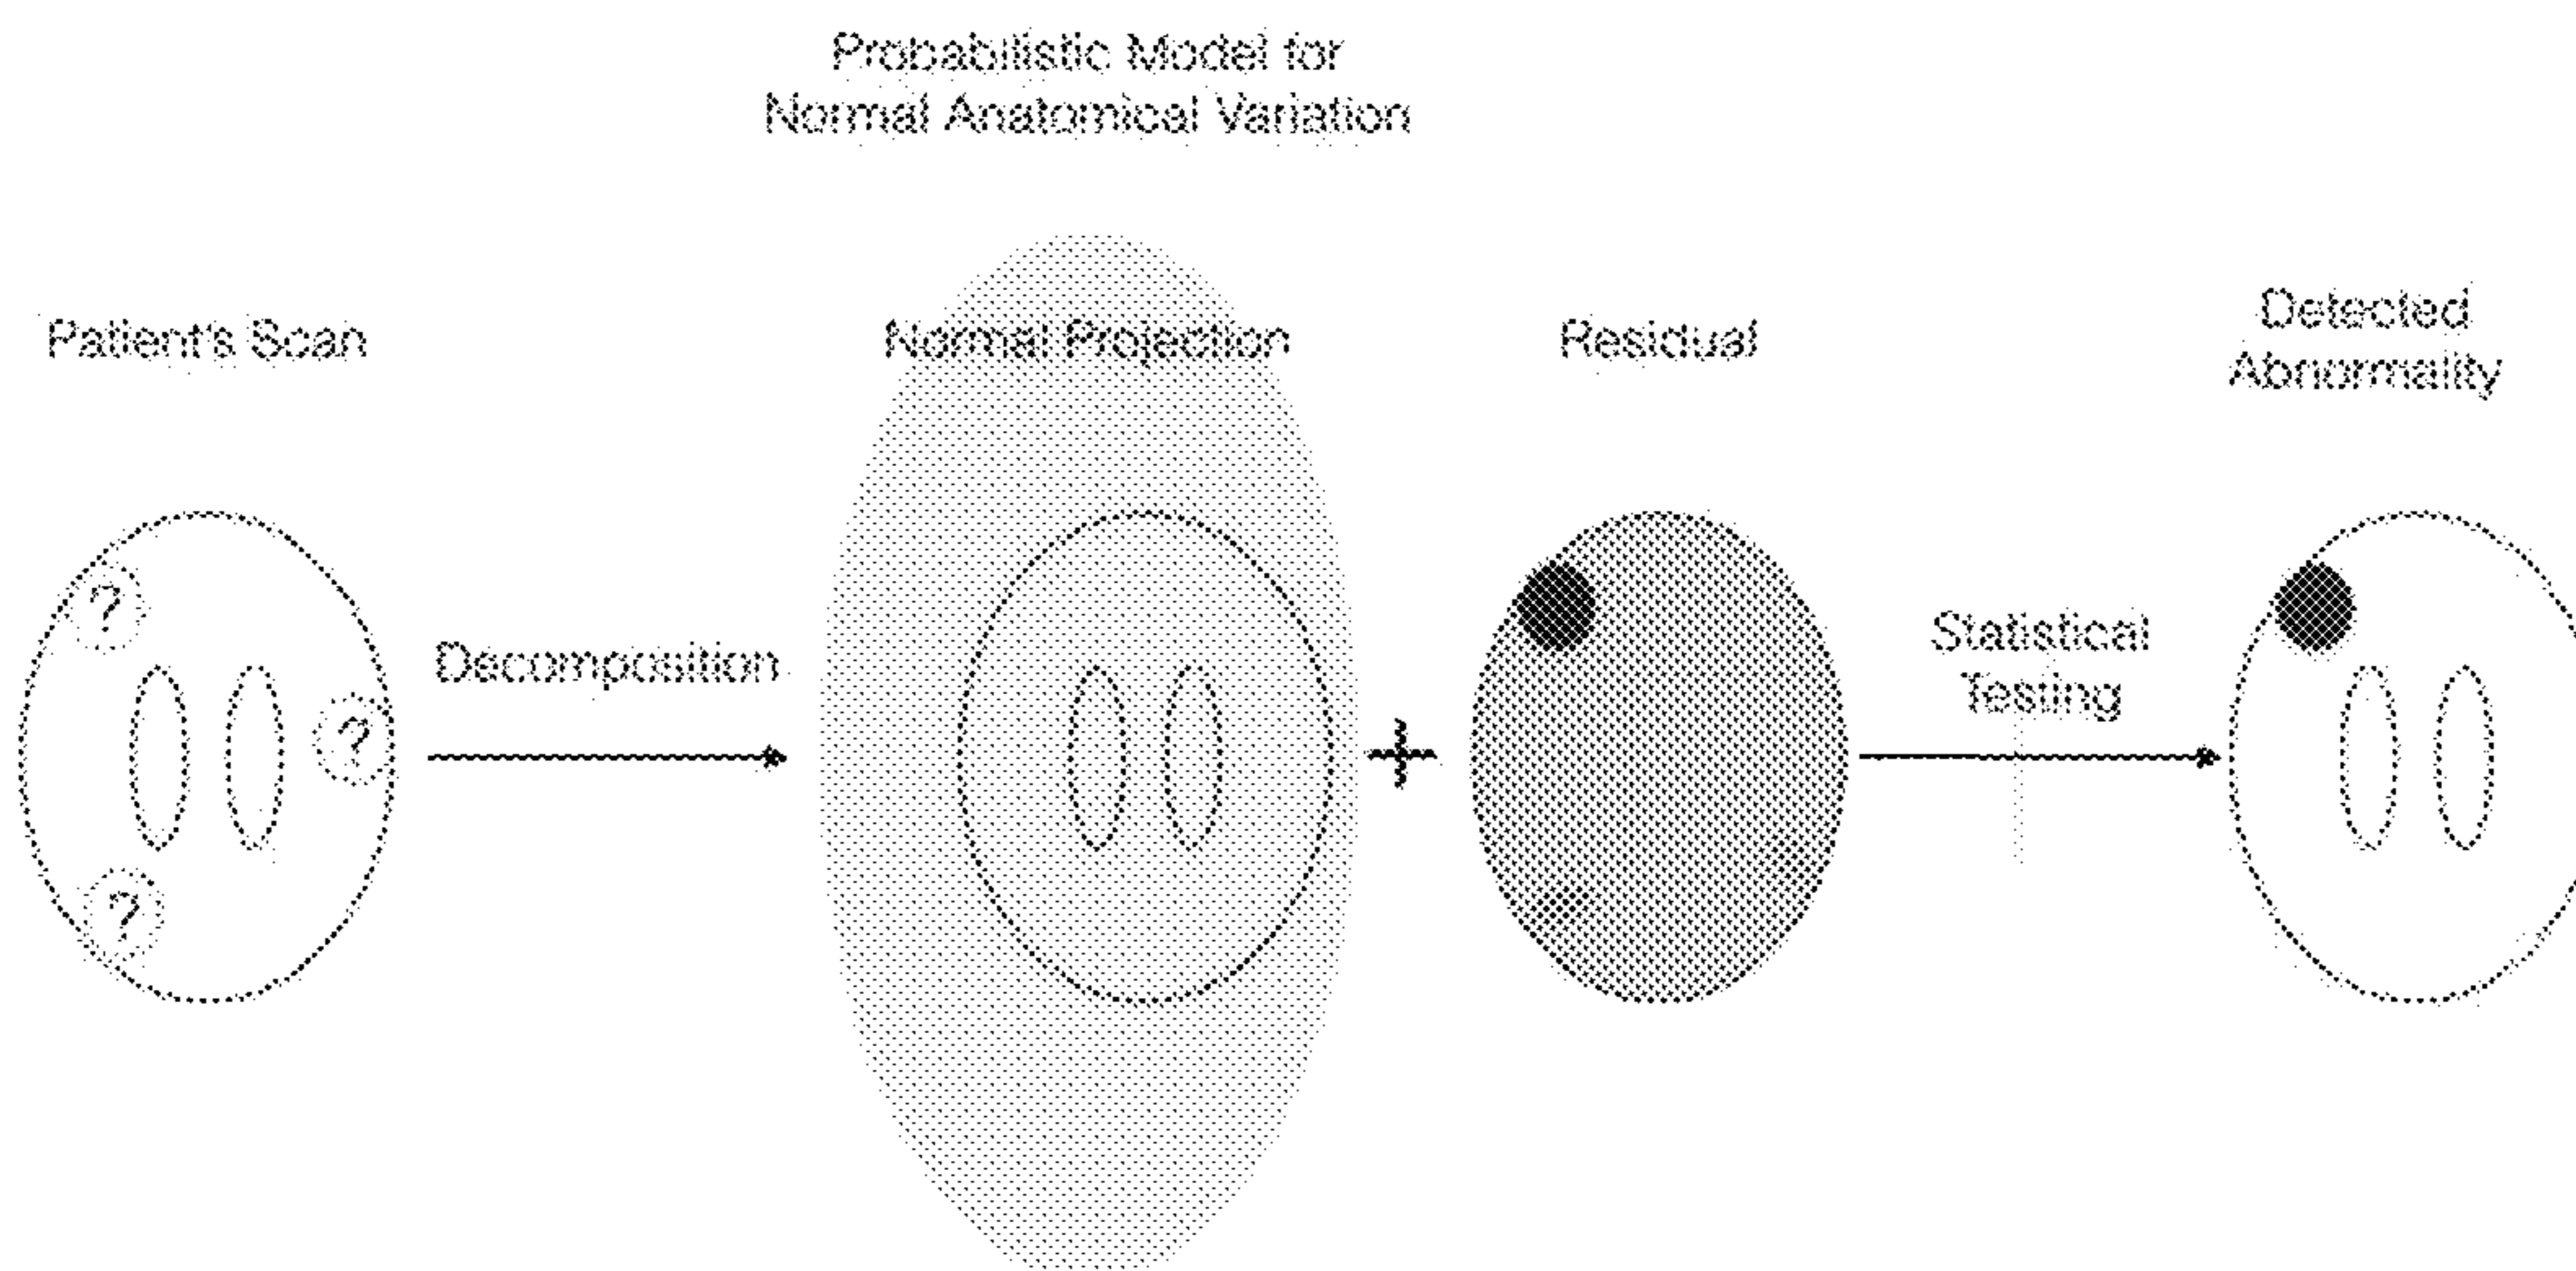 Probabilistic Model for
Normal Anatomical Variation
Patient's Scan
Normal Projection
Residual
Detected
Abnormality
?
?
?
Decomposition
+
Statistical
Testing